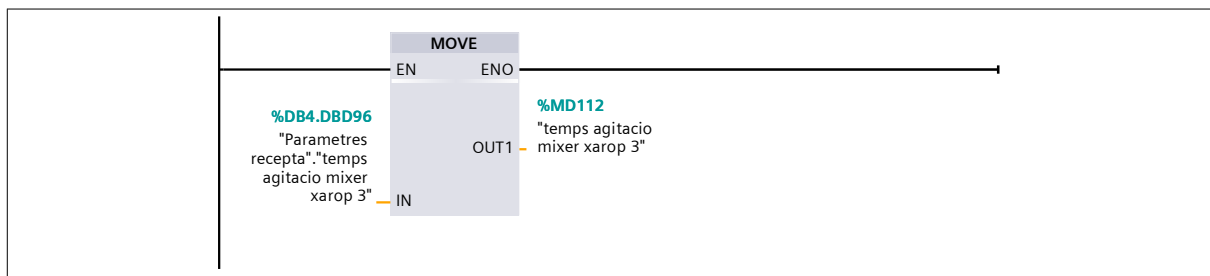 MOVE
EN ENO
%DB4.DBD96
"Parametres
recepta"."temps
agitacio mixer
xarop 3"
IN
%MD112
"temps agitacio
mixer xarop 3"
OUT1